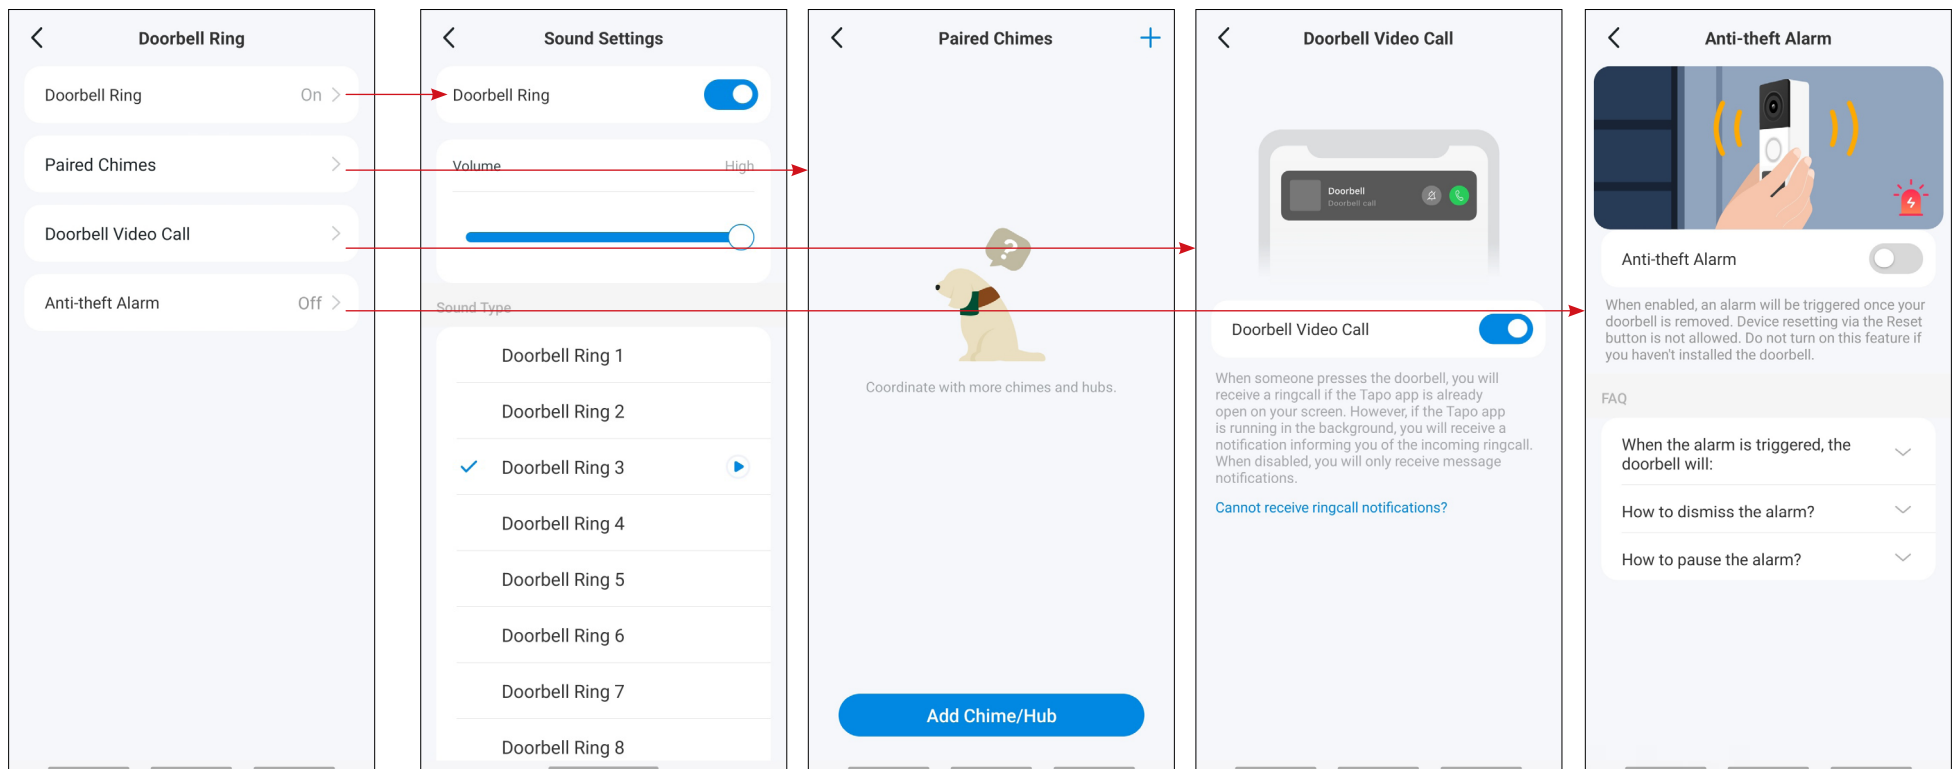 Doorbell Ring
Doorbell Ring On
Paired Chimes
Doorbell Video Call
Anti-theft Alarm Off
Sound Settings
Doorbell Ring
Volume High
Sound Type
Doorbell Ring 1
Doorbell Ring 2
Doorbell Ring 3
Doorbell Ring 4
Doorbell Ring 5
Doorbell Ring 6
Doorbell Ring 7
Doorbell Ring 8
Paired Chimes
?
Coordinate with more chimes and hubs.
Add Chime/Hub
Doorbell Video Call
Doorbell
Doorbell call
Doorbell Video Call
When someone presses the doorbell, you will
receive a ringcall if the Tapo app is already
open on your screen. However, if the Tapo app
is running in the background, you will receive a
notification informing you of the incoming ringcall.
When disabled, you will only receive message
notifications.
Cannot receive ringcall notifications?
Anti-theft Alarm
Anti-theft Alarm
When enabled, an alarm will be triggered once your
doorbell is removed. Device resetting via the Reset
button is not allowed. Do not turn on this feature if
you haven't installed the doorbell.
FAQ
When the alarm is triggered, the
doorbell will:
How to dismiss the alarm?
How to pause the alarm?